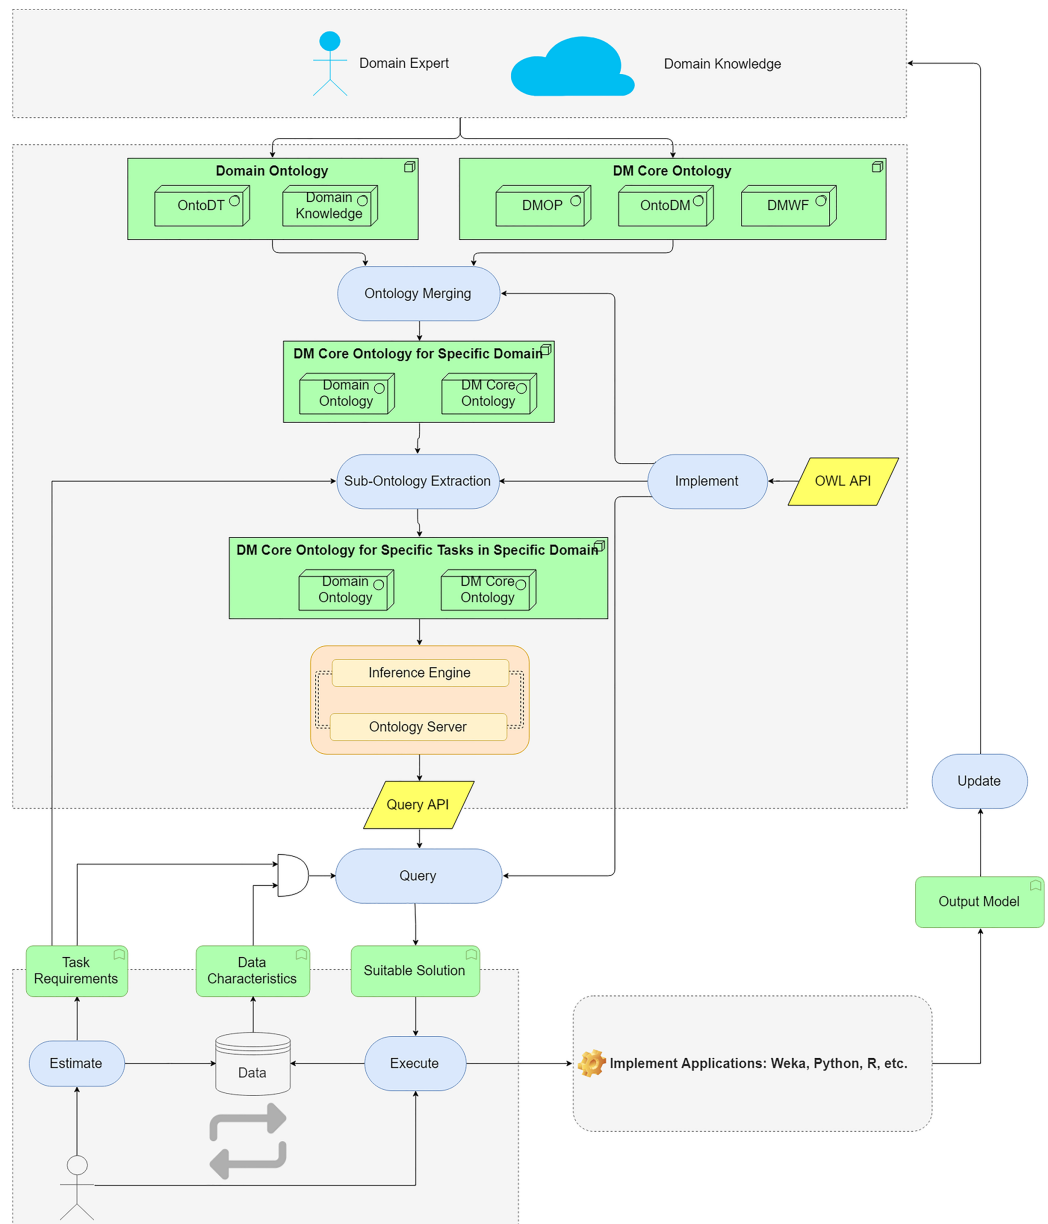 Domain Expert
Domain Knowledge
Domain Ontology
DM Core Ontology
OntoDT
Domain
Knowledge
DMOP
OntoDM
DMWF
Ontology Merging
DM Core Ontology for Specific Domain
Domain
Ontology
DM Core
Ontology
Sub-Ontology Extraction
Implement
OWL API
DM Core Ontology for Specific Tasks in Specific Domain
Domain
Ontology
DM Core
Ontology
Inference Engine
Ontology Server
Update
Query API
Query
Output Model
Task
Requirements
Data
Characteristics
Suitable Solution
Estimate
Data
Execute
Implement Applications: Weka, Python, R, etc.